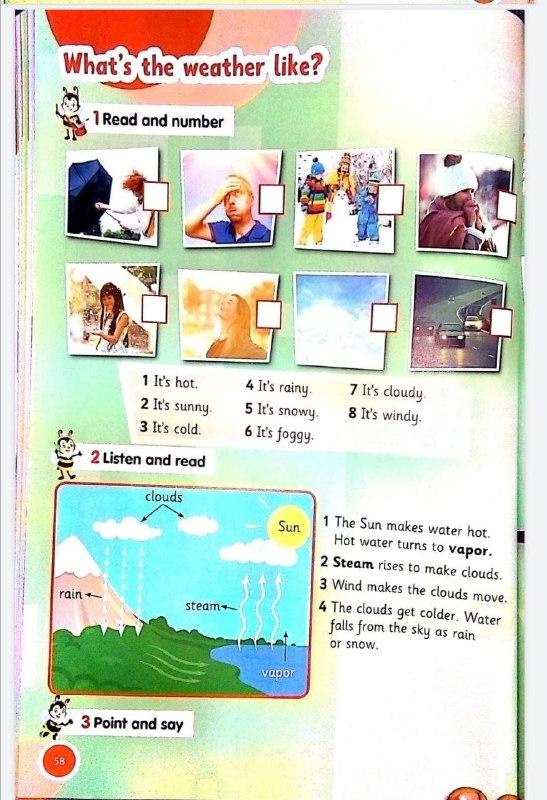 What's the weather like?
1 Read and number
1 It's hot.
2 It's sunny.
3 It's cold.
4 It's rainy.
5 It's snowy.
6 It's foggy.
7 It's cloudy.
8 It's windy.
2 Listen and read
clouds
Sun
rain
steam
vapor
1 The Sun makes water hot.
Hot water turns to vapor.
2 Steam rises to make clouds.
3 Wind makes the clouds move.
4 The clouds get colder. Water
falls from the sky as rain
or snow.
3 Point and say
58